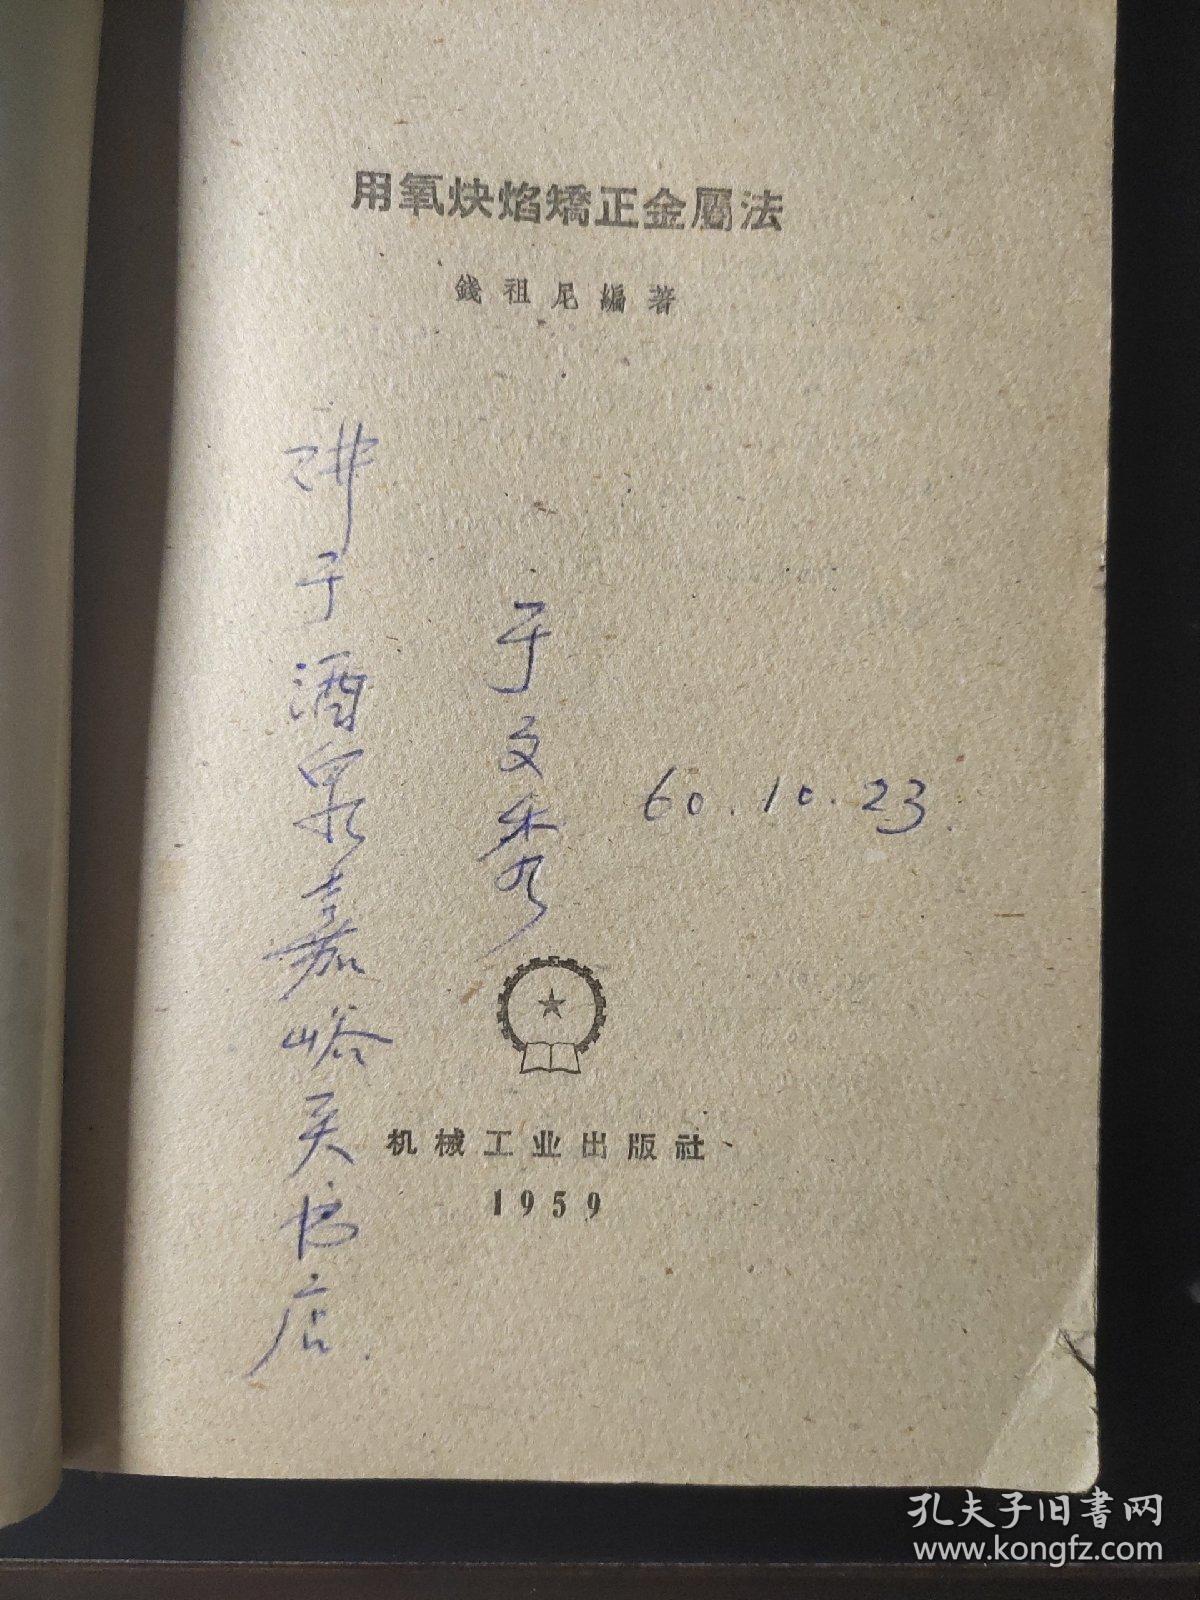 用氧炔焰矯正金屬法
錢祖尼編著
于文秀
60.10.23.
于酒泉嘉峪关书店.
机械工业出版社
1959
孔夫子旧書网
www.kongfz.com